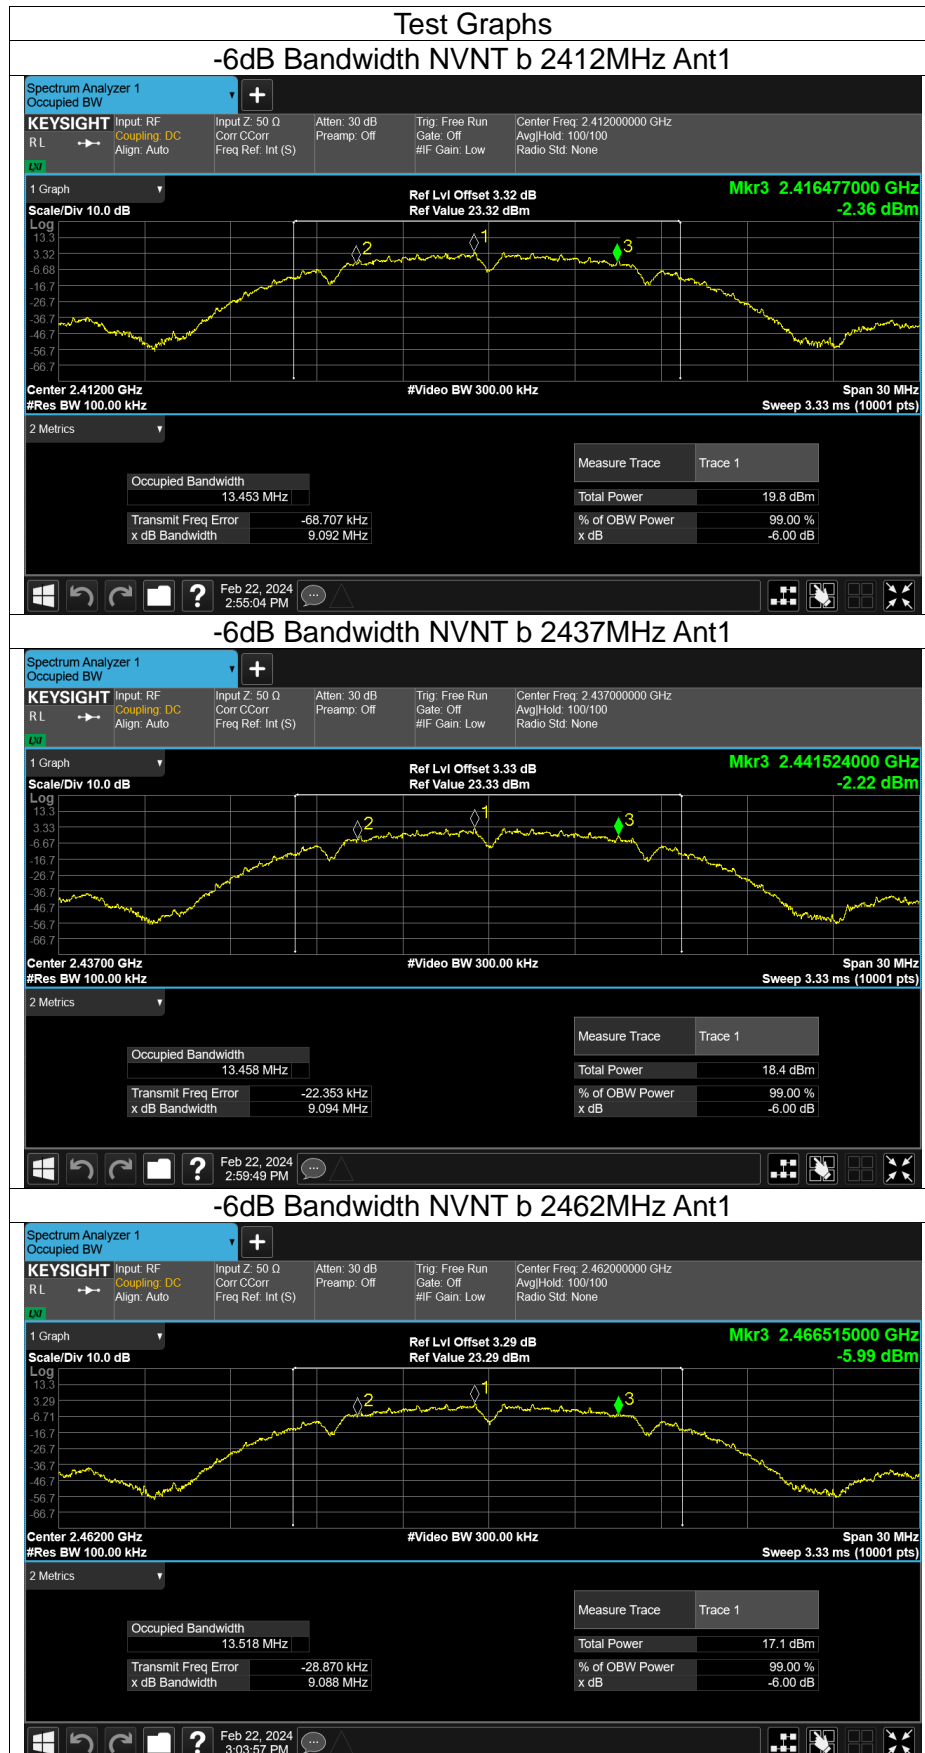 Test Graphs
-6dB Bandwidth NVNT b 2412MHz Ant1
Spectrum Analyzer 1
Occupied BW
+
KEYSIGHT Input: RF Input Z: 50 Ω Atten: 30 dB Trig: Free Run Center Freq: 2.412000000 GHz
RL Coupling: DC Corr CCorr Preamp: Off Gate: Off Avg|Hold: 100/100
Align: Auto Freq Ref: Int (S) #IF Gain: Low Radio Std: None
LXI
1 Graph Ref Lvl Offset 3.32 dB Mkr3 2.416477000 GHz
Scale/Div 10.0 dB Ref Value 23.32 dBm -2.36 dBm
Log
13.3
3.32
-6.68
-16.7
-26.7
-36.7
-46.7
-56.7
-66.7
2
1
3
Center 2.41200 GHz #Video BW 300.00 kHz Span 30 MHz
#Res BW 100.00 kHz Sweep 3.33 ms (10001 pts)
2 Metrics
Measure Trace Trace 1
Occupied Bandwidth
13.453 MHz Total Power 19.8 dBm
Transmit Freq Error -68.707 kHz % of OBW Power 99.00 %
x dB Bandwidth 9.092 MHz x dB -6.00 dB
? Feb 22, 2024
2:55:04 PM
-6dB Bandwidth NVNT b 2437MHz Ant1
Spectrum Analyzer 1
Occupied BW
+
KEYSIGHT Input: RF Input Z: 50 Ω Atten: 30 dB Trig: Free Run Center Freq: 2.437000000 GHz
RL Coupling: DC Corr CCorr Preamp: Off Gate: Off Avg|Hold: 100/100
Align: Auto Freq Ref: Int (S) #IF Gain: Low Radio Std: None
LXI
1 Graph Ref Lvl Offset 3.33 dB Mkr3 2.441524000 GHz
Scale/Div 10.0 dB Ref Value 23.33 dBm -2.22 dBm
Log
13.3
3.33
-6.67
-16.7
-26.7
-36.7
-46.7
-56.7
-66.7
2
1
3
Center 2.43700 GHz #Video BW 300.00 kHz Span 30 MHz
#Res BW 100.00 kHz Sweep 3.33 ms (10001 pts)
2 Metrics
Measure Trace Trace 1
Occupied Bandwidth
13.458 MHz Total Power 18.4 dBm
Transmit Freq Error -22.353 kHz % of OBW Power 99.00 %
x dB Bandwidth 9.094 MHz x dB -6.00 dB
? Feb 22, 2024
2:59:49 PM
-6dB Bandwidth NVNT b 2462MHz Ant1
Spectrum Analyzer 1
Occupied BW
+
KEYSIGHT Input: RF Input Z: 50 Ω Atten: 30 dB Trig: Free Run Center Freq: 2.462000000 GHz
RL Coupling: DC Corr CCorr Preamp: Off Gate: Off Avg|Hold: 100/100
Align: Auto Freq Ref: Int (S) #IF Gain: Low Radio Std: None
LXI
1 Graph Ref Lvl Offset 3.29 dB Mkr3 2.466515000 GHz
Scale/Div 10.0 dB Ref Value 23.29 dBm -5.99 dBm
Log
13.3
3.29
-6.71
-16.7
-26.7
-36.7
-46.7
-56.7
-66.7
2
1
3
Center 2.46200 GHz #Video BW 300.00 kHz Span 30 MHz
#Res BW 100.00 kHz Sweep 3.33 ms (10001 pts)
2 Metrics
Measure Trace Trace 1
Occupied Bandwidth
13.518 MHz Total Power 17.1 dBm
Transmit Freq Error -28.870 kHz % of OBW Power 99.00 %
x dB Bandwidth 9.088 MHz x dB -6.00 dB
? Feb 22, 2024
3:03:57 PM